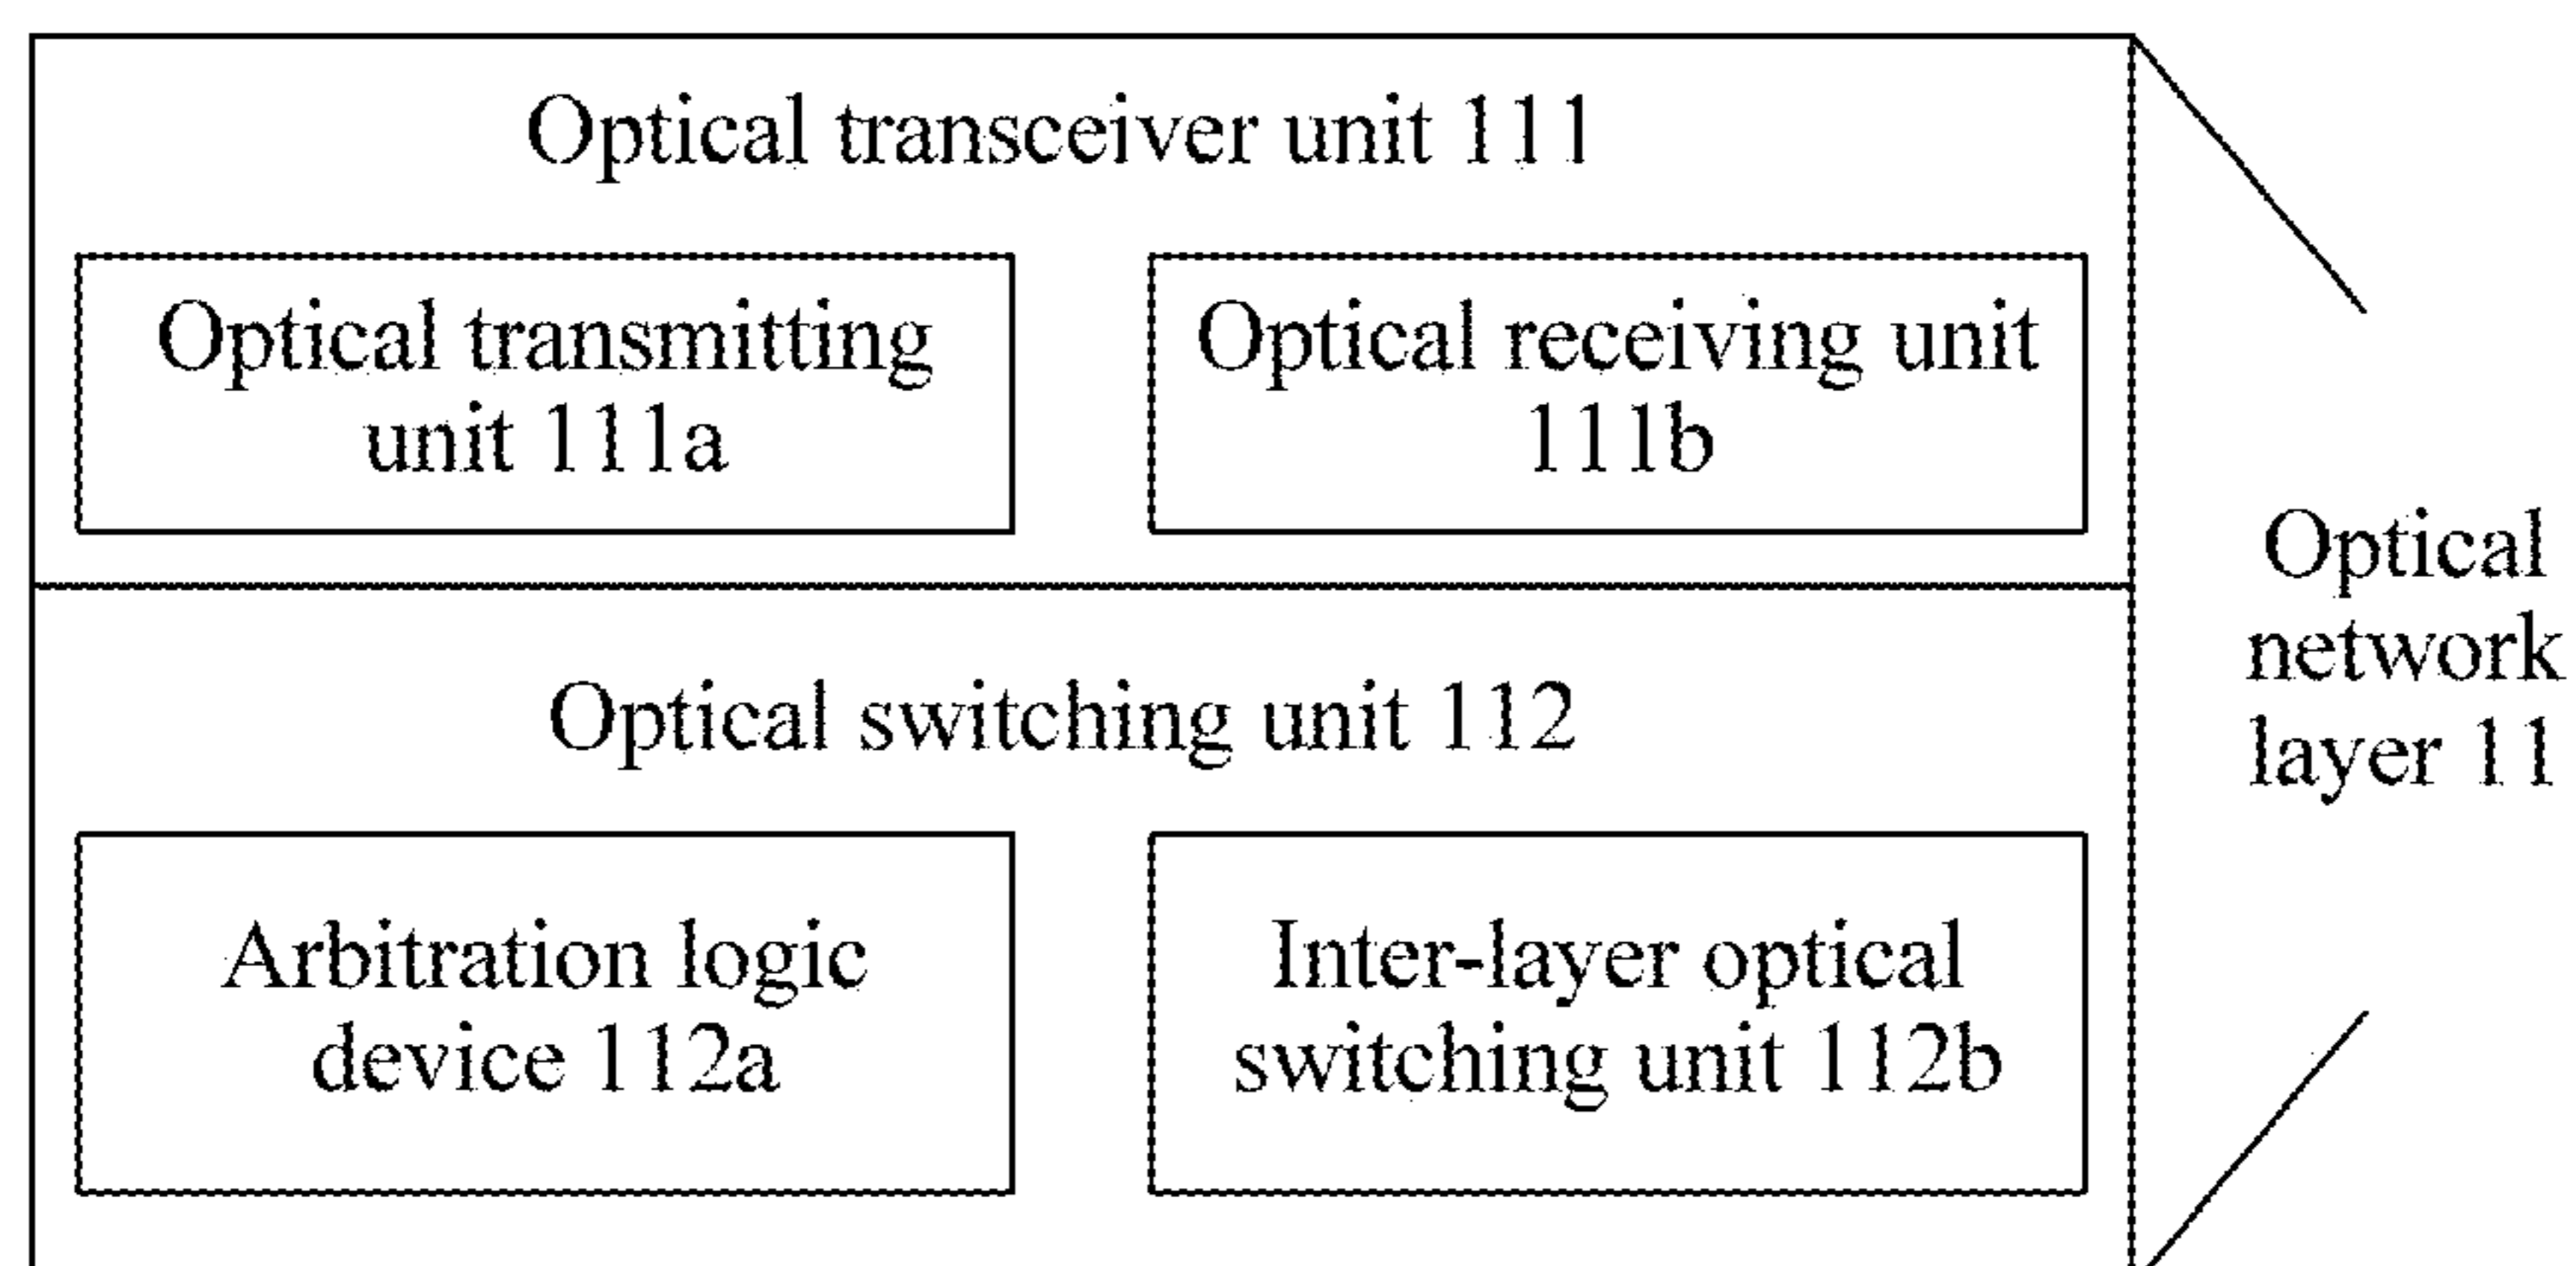 Optical transceiver unit 111
Optical transmitting
unit 111a
Optical receiving unit
111b
Optical
network
layer 11
Optical switching unit 112
Arbitration logic
device 112a
Inter-layer optical
switching unit 112b